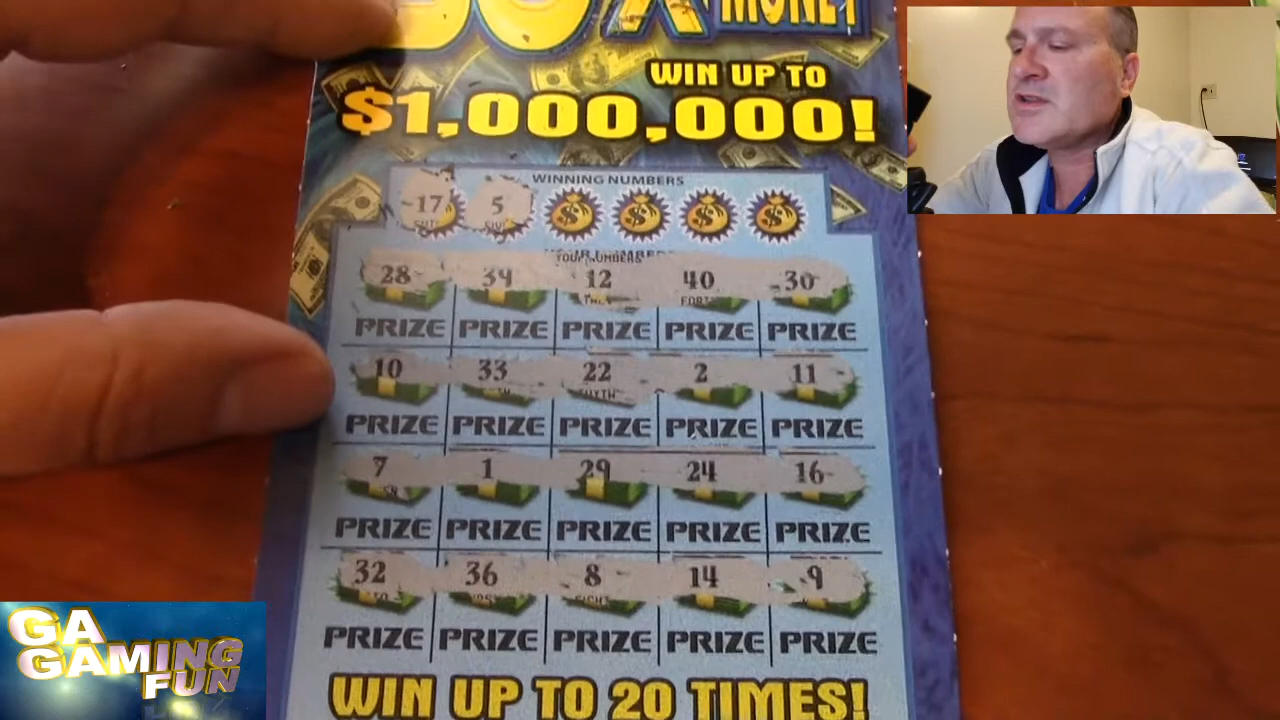 MONEY
WIN UP TO
$1,000,000!
WINNING NUMBERS
17 5
YOUR NUMBERS
28 34 12 40 30
PRIZE PRIZE PRIZE PRIZE PRIZE
10 33 22 2 11
PRIZE PRIZE PRIZE PRIZE PRIZE
7 1 29 24 16
PRIZE PRIZE PRIZE PRIZE PRIZE
32 36 8 14 9
PRIZE PRIZE PRIZE PRIZE PRIZE
WIN UP TO 20 TIMES!
GA
GAMING
FUN